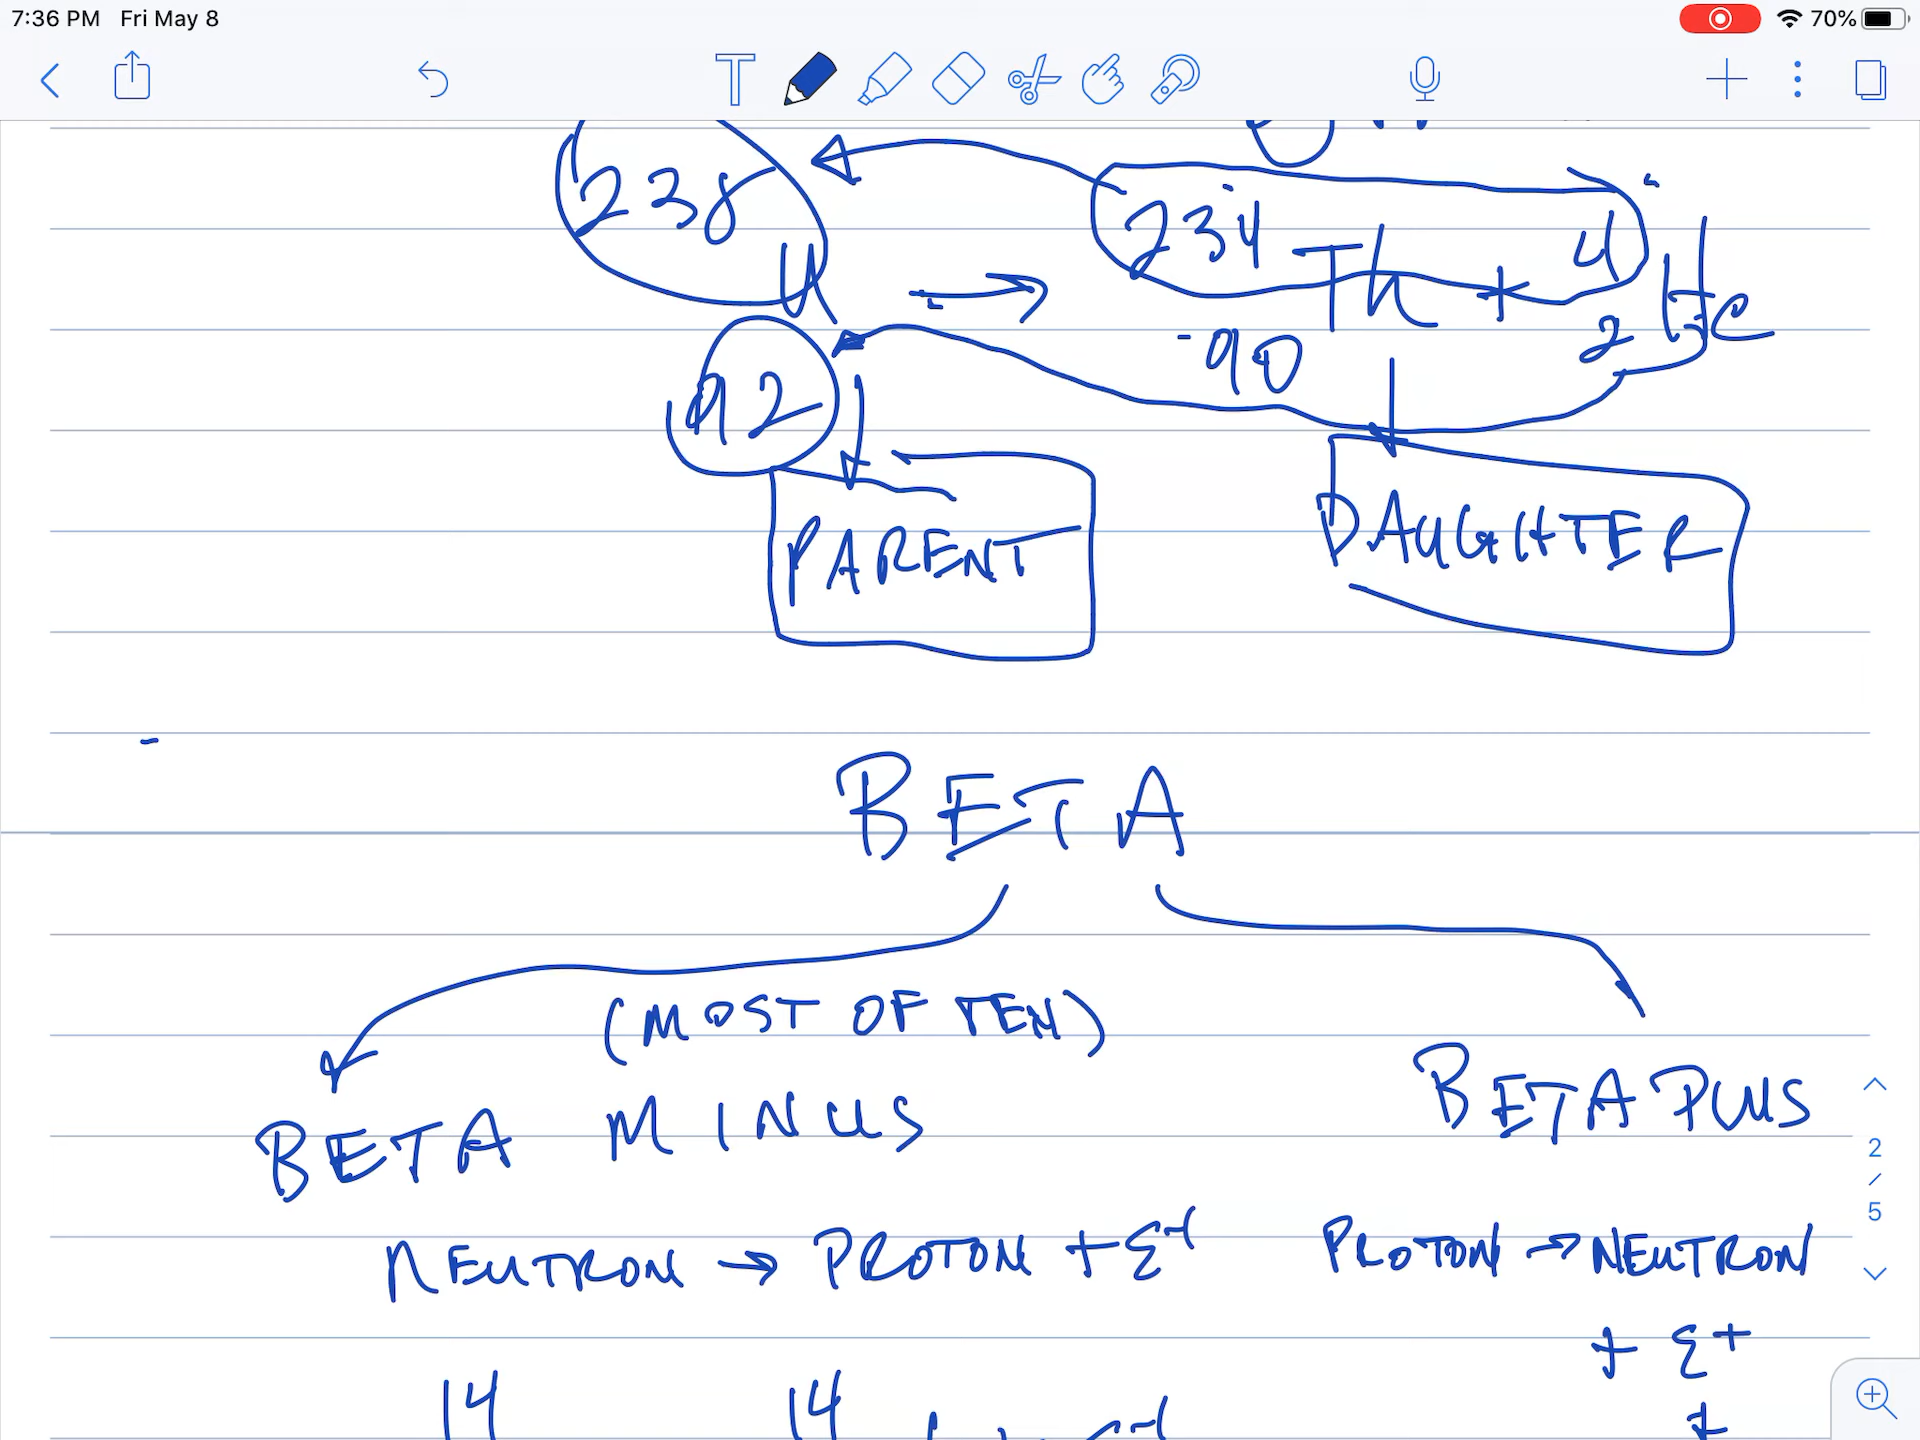 7:36 PM Fri May 8
70%
T
238
U
92
→
234
Th
90
+
4
He
2
PARENT
DAUGHTER
BETA
(MOST OFTEN)
BETA MINUS
BETA PLUS
NEUTRON → PROTON + ε-1
PROTON → NEUTRON
+ ε+
+
14 14
2
/
5